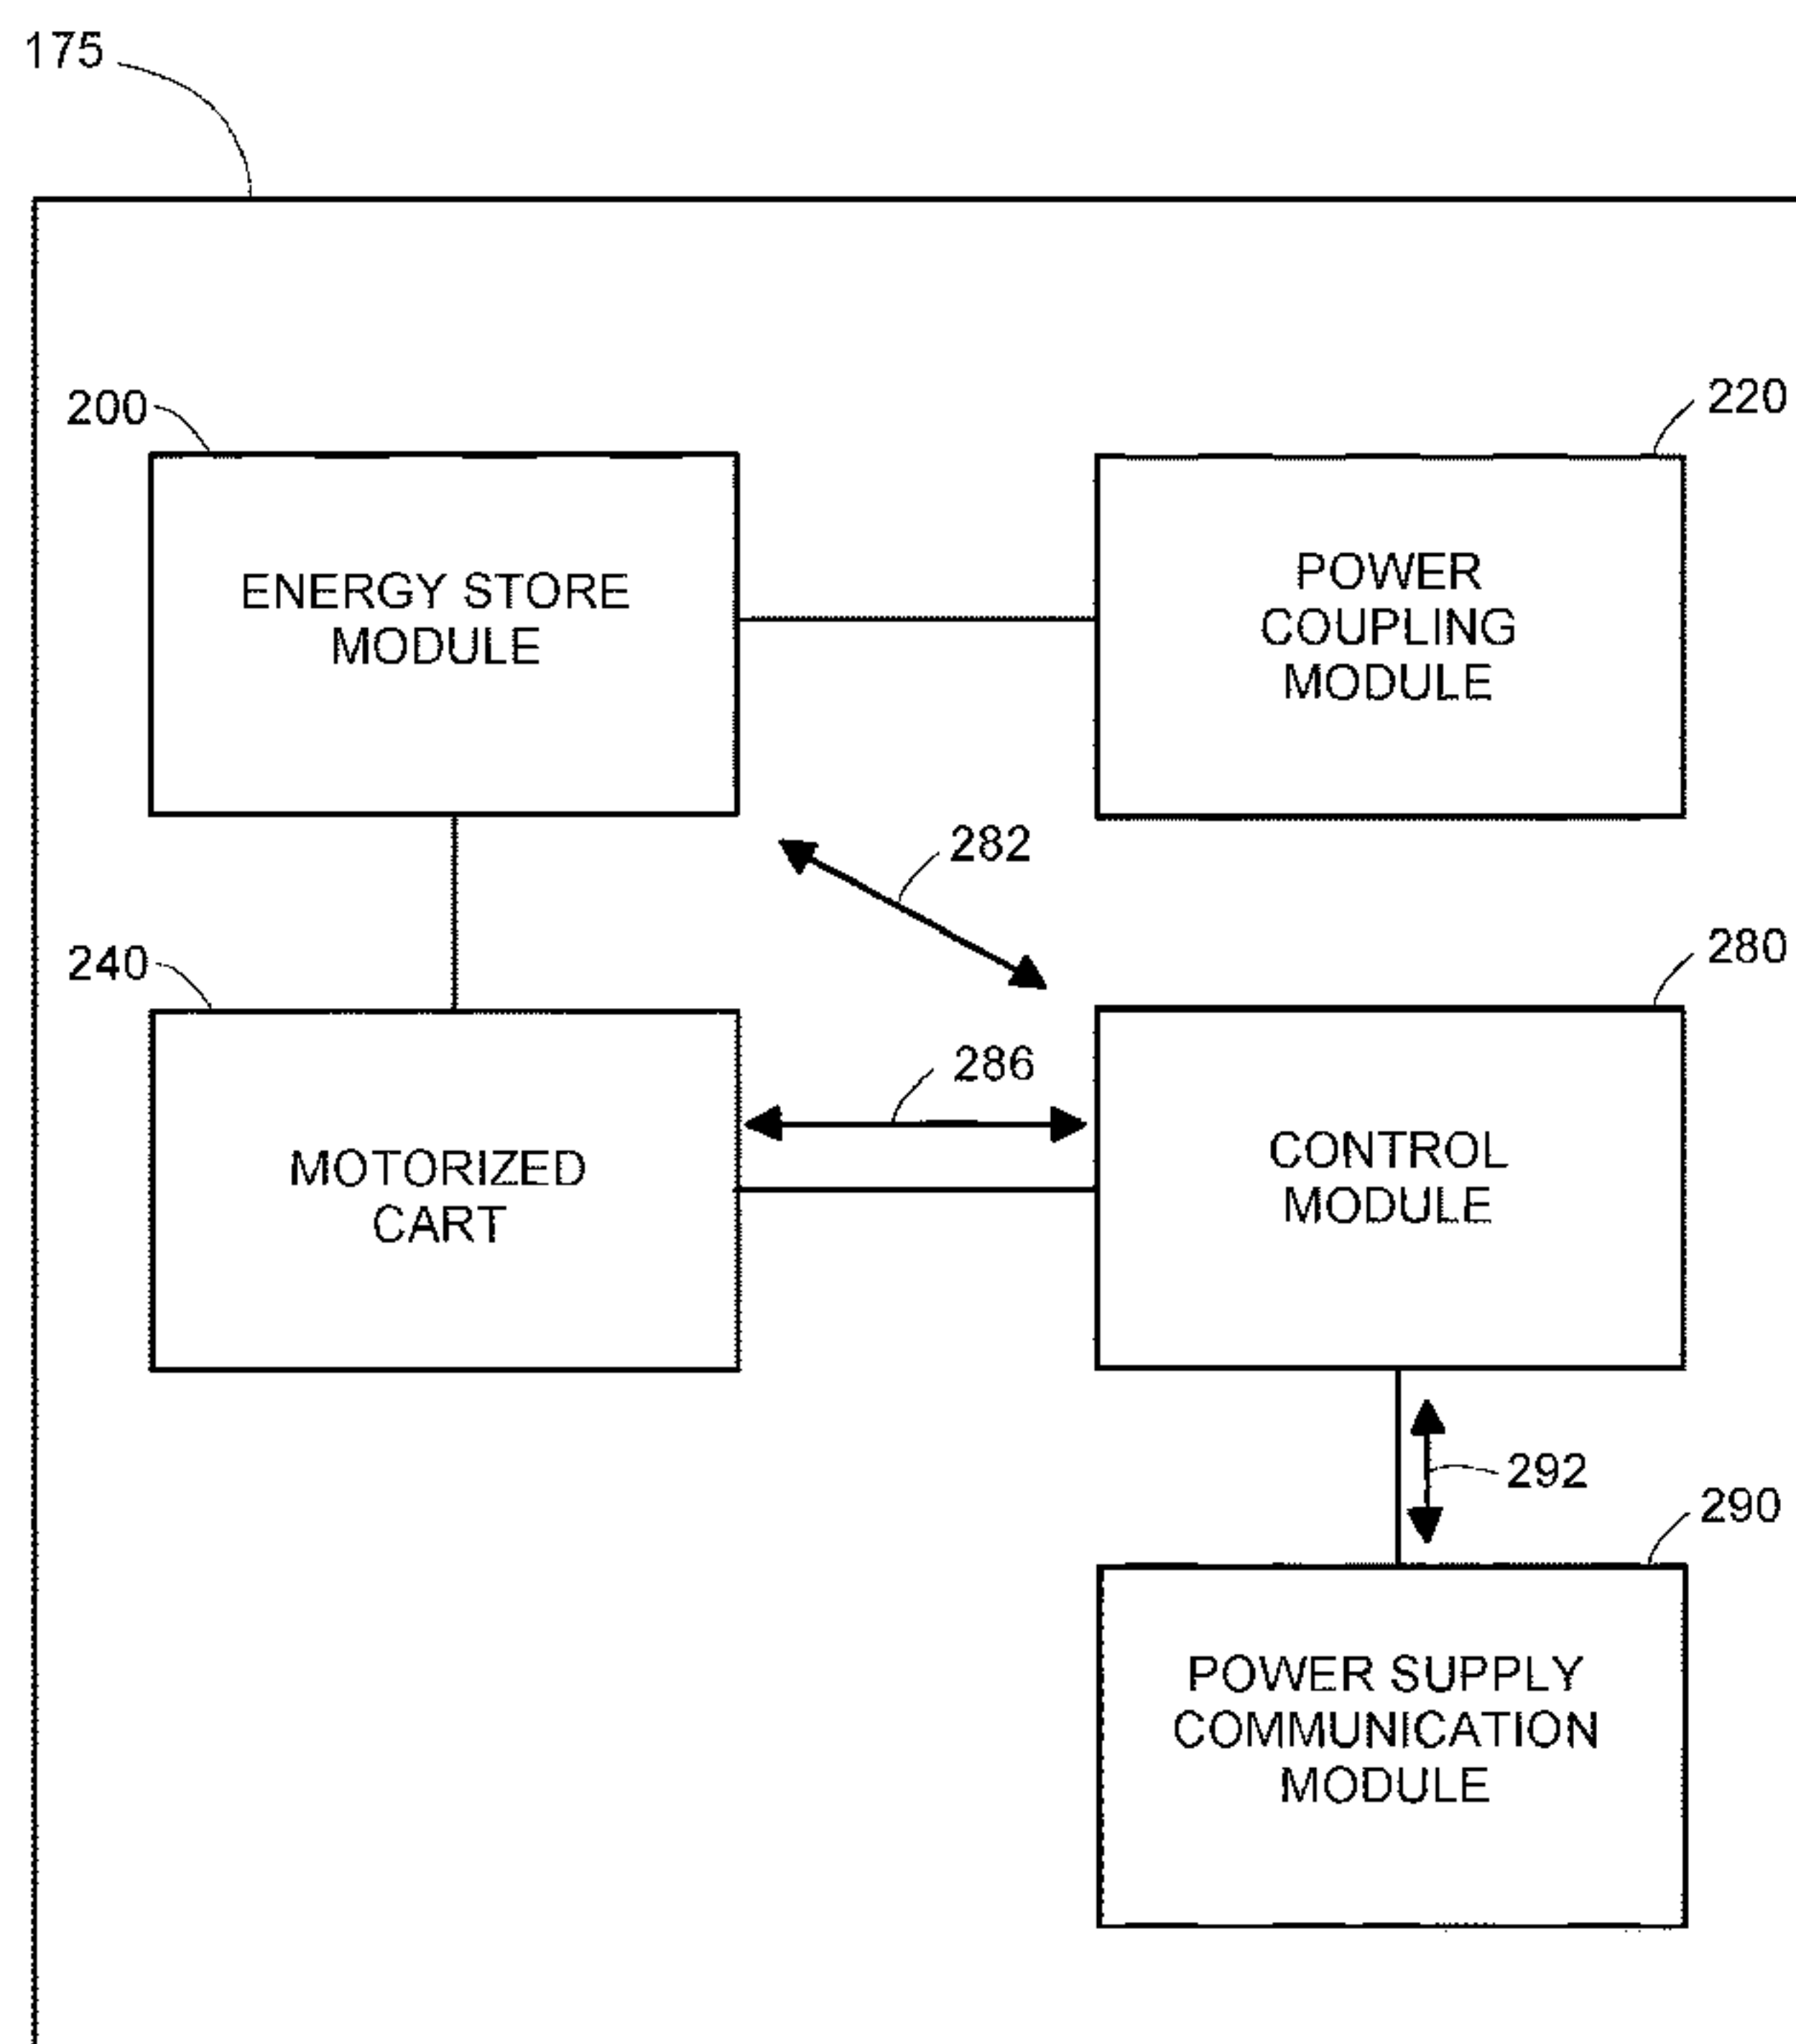 175
200
220
ENERGY STORE
MODULE
POWER
COUPLING
MODULE
282
240
280
286
MOTORIZED
CART
CONTROL
MODULE
292
290
POWER SUPPLY
COMMUNICATION
MODULE